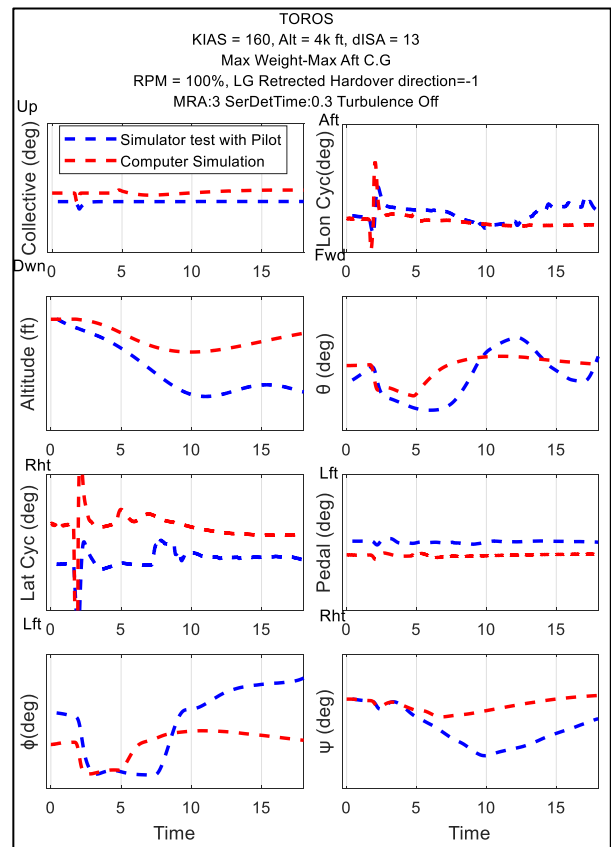 TOROS
KIAS = 160, Alt = 4k ft, dISA = 13
Max Weight-Max Aft C.G
RPM = 100%, LG Retrected Hardover direction=-1
MRA:3 SerDetTime:0.3 Turbulence Off
Up
Collective (deg)
Simulator test with Pilot
Computer Simulation
Dwn
0 5 10 15
Aft
Lon Cyc(deg)
Fwd
0 5 10 15
Altitude (ft)
0 5 10 15
θ (deg)
0 5 10 15
Rht
Lat Cyc (deg)
Lft
0 5 10 15
Lft
Pedal (deg)
Rht
0 5 10 15
ϕ(deg)
0 5 10 15
Time
ψ (deg)
0 5 10 15
Time